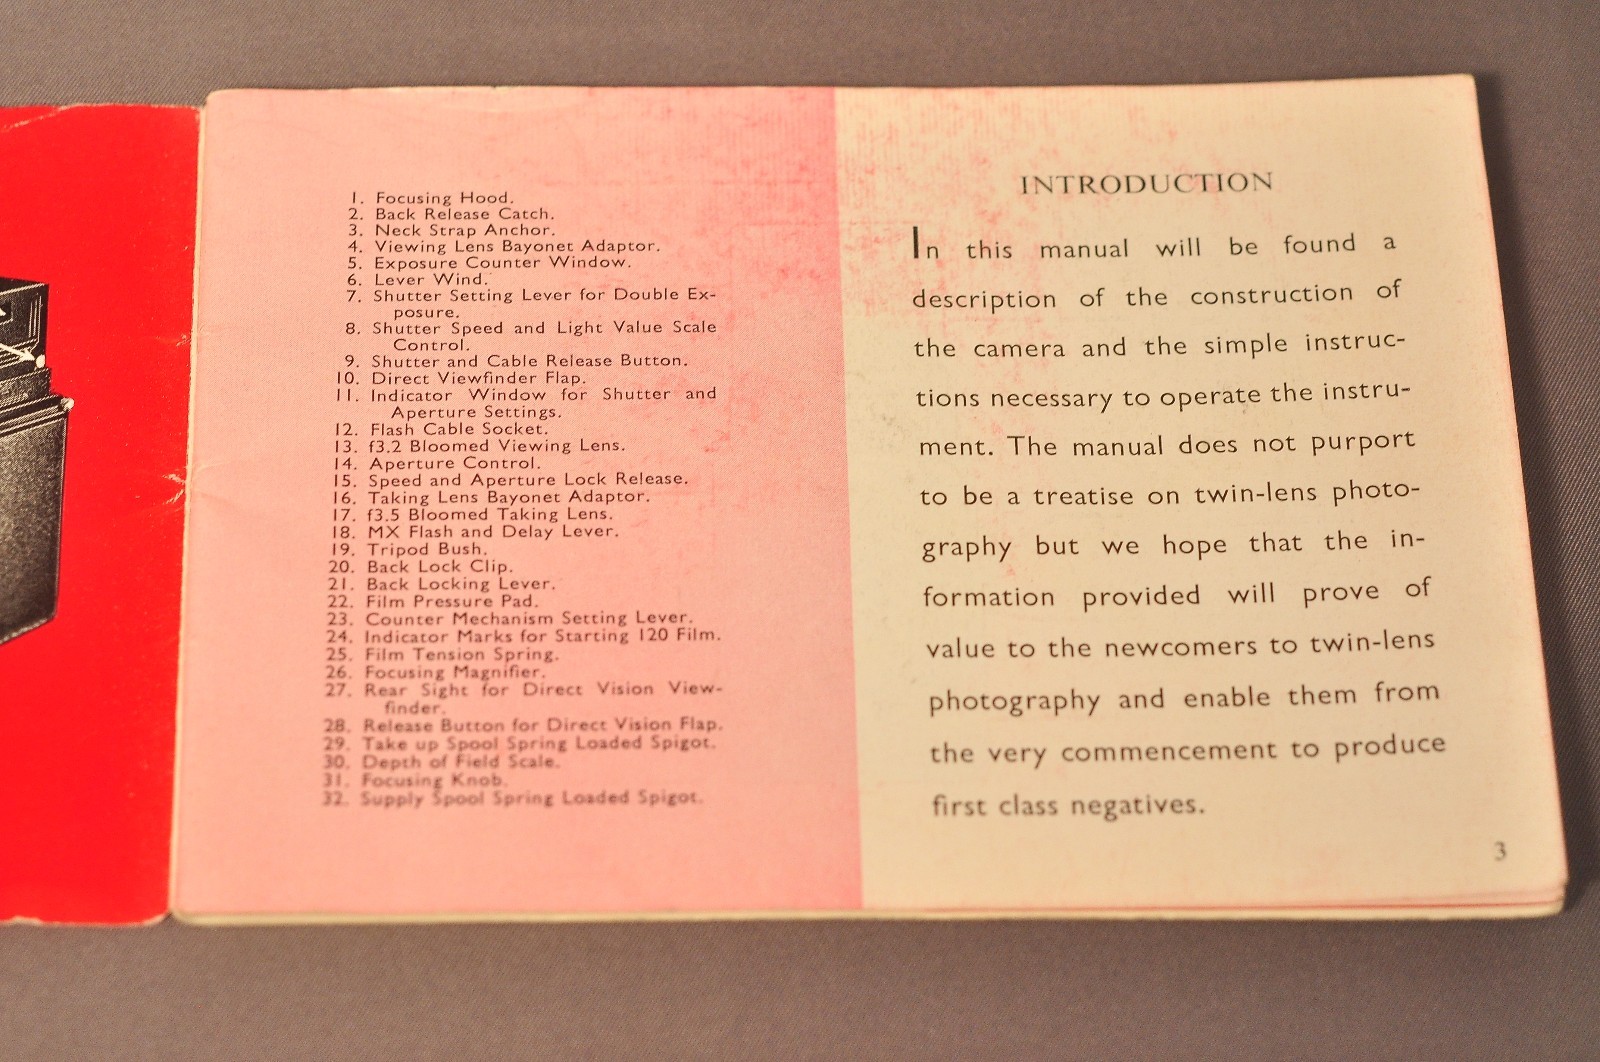 1. Focusing Hood.
2. Back Release Catch.
3. Neck Strap Anchor.
4. Viewing Lens Bayonet Adaptor.
5. Exposure Counter Window.
6. Lever Wind.
7. Shutter Setting Lever for Double Ex-
posure.
8. Shutter Speed and Light Value Scale
Control.
9. Shutter and Cable Release Button.
10. Direct Viewfinder Flap.
11. Indicator Window for Shutter and
Aperture Settings.
12. Flash Cable Socket.
13. f3.2 Bloomed Viewing Lens.
14. Aperture Control.
15. Speed and Aperture Lock Release.
16. Taking Lens Bayonet Adaptor.
17. f3.5 Bloomed Taking Lens.
18. MX Flash and Delay Lever.
19. Tripod Bush.
20. Back Lock Clip.
21. Back Locking Lever.
22. Film Pressure Pad.
23. Counter Mechanism Setting Lever.
24. Indicator Marks for Starting 120 Film.
25. Film Tension Spring.
26. Focusing Magnifier.
27. Rear Sight for Direct Vision View-
finder.
28. Release Button for Direct Vision Flap.
29. Take up Spool Spring Loaded Spigot.
30. Depth of Field Scale.
31. Focusing Knob.
32. Supply Spool Spring Loaded Spigot.
INTRODUCTION
In this manual will be found a
description of the construction of
the camera and the simple instruc-
tions necessary to operate the instru-
ment. The manual does not purport
to be a treatise on twin-lens photo-
graphy but we hope that the in-
formation provided will prove of
value to the newcomers to twin-lens
photography and enable them from
the very commencement to produce
first class negatives.
3